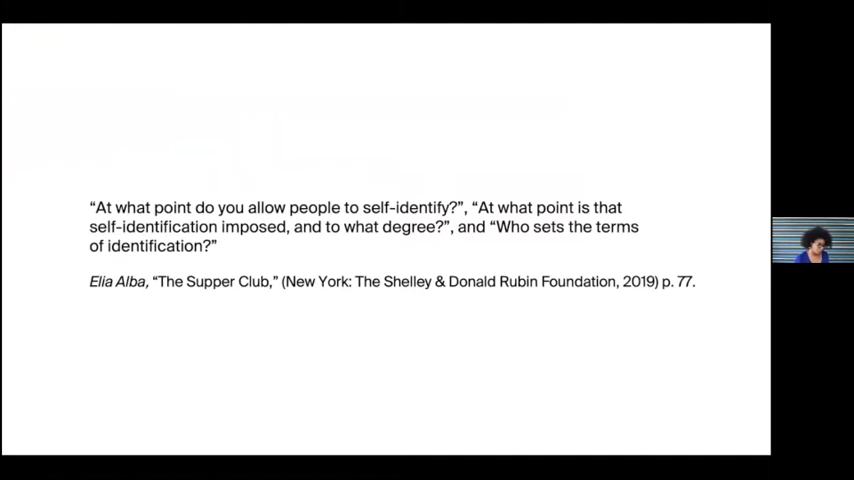 “At what point do you allow people to self-identify?”, “At what point is that
self-identification imposed, and to what degree?”, and “Who sets the terms
of identification?”
Elia Alba, “The Supper Club,” (New York: The Shelley & Donald Rubin Foundation, 2019) p. 77.